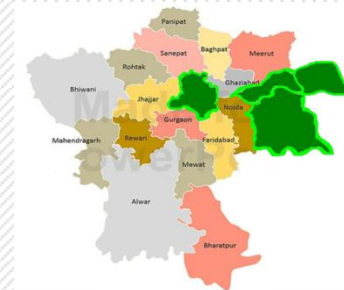 Panipat
Sanepat
Baghpat
Meerut
Rohtak
Ghaziabad
Bhiwani
Jhajjar
Noida
Gurgaon
Mahendragarh
Rewari
Faridabad
Mewat
Alwar
Bharatpur